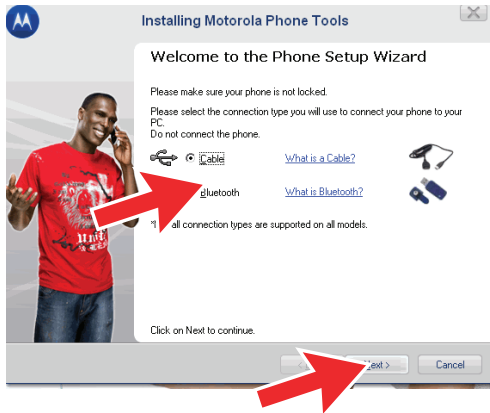 Installing Motorola Phone Tools
Welcome to the Phone Setup Wizard
Please make sure your phone is not locked.
Please select the connection type you will use to connect your phone to your
PC.
Do not connect the phone.
Cable What is a Cable?
Bluetooth What is Bluetooth?
all connection types are supported on all models.
Click on Next to continue.
Next > Cancel